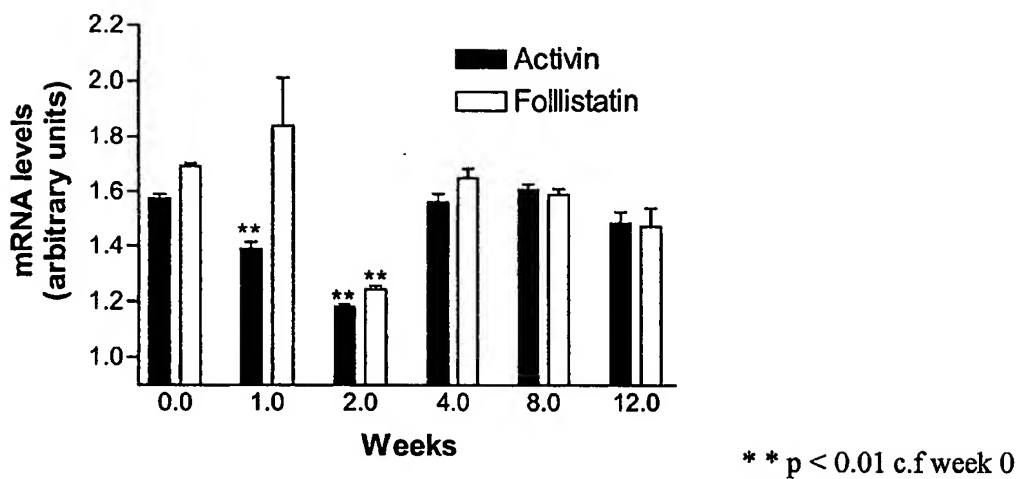 2.2
2.0
1.8
1.6
1.4
1.2
1.0
mRNA levels
(arbitrary units)
Activin
Folllistatin
**
**
**
0.0 1.0 2.0 4.0 8.0 12.0
Weeks
* * p < 0.01 c.f week 0